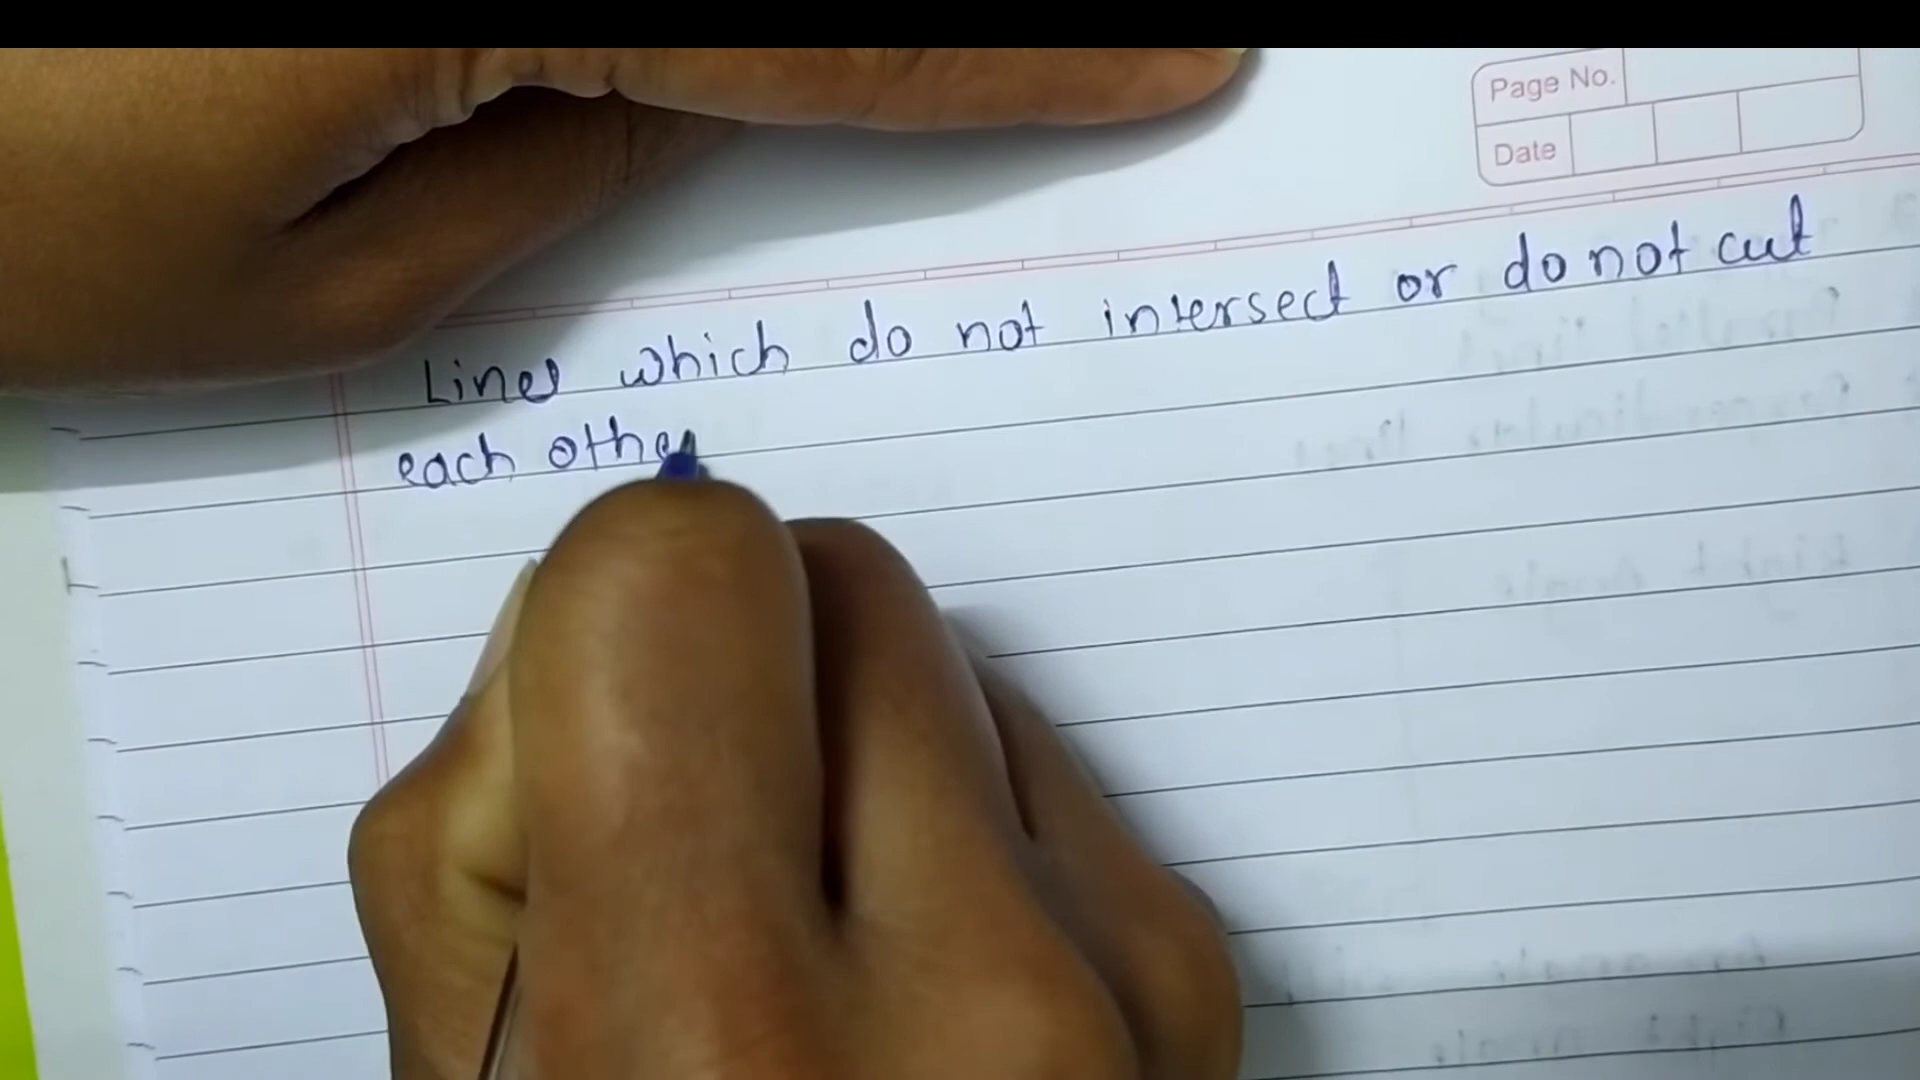 Page No.
Date
Lines which do not intersect or do not cut
each other